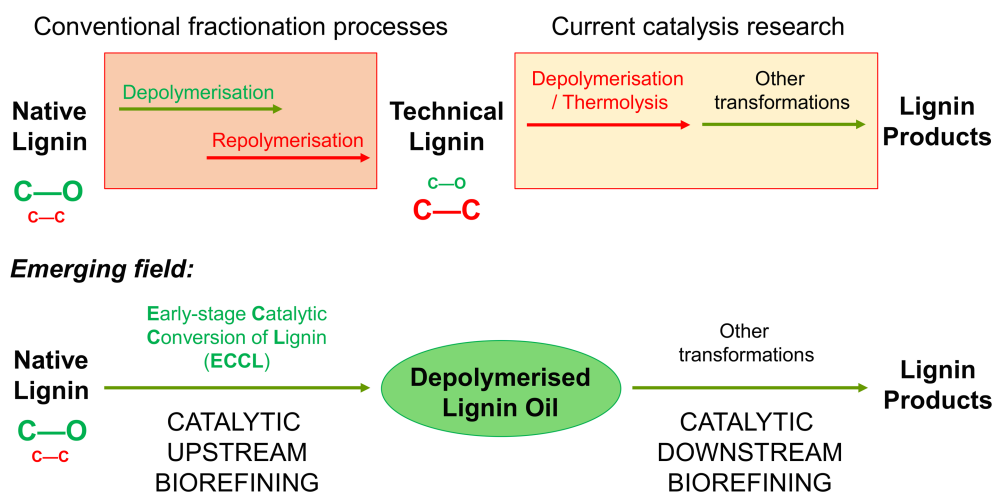 Conventional fractionation processes
Current catalysis research
Native
Lignin
C—O
C—C
Depolymerisation
Repolymerisation
Technical
Lignin
C—O
C—C
Depolymerisation
/ Thermolysis
Other
transformations
Lignin
Products
Emerging field:
Native
Lignin
C—O
C—C
Early-stage Catalytic
Conversion of Lignin
(ECCL)
CATALYTIC
UPSTREAM
BIOREFINING
Depolymerised
Lignin Oil
Other
transformations
CATALYTIC
DOWNSTREAM
BIOREFINING
Lignin
Products